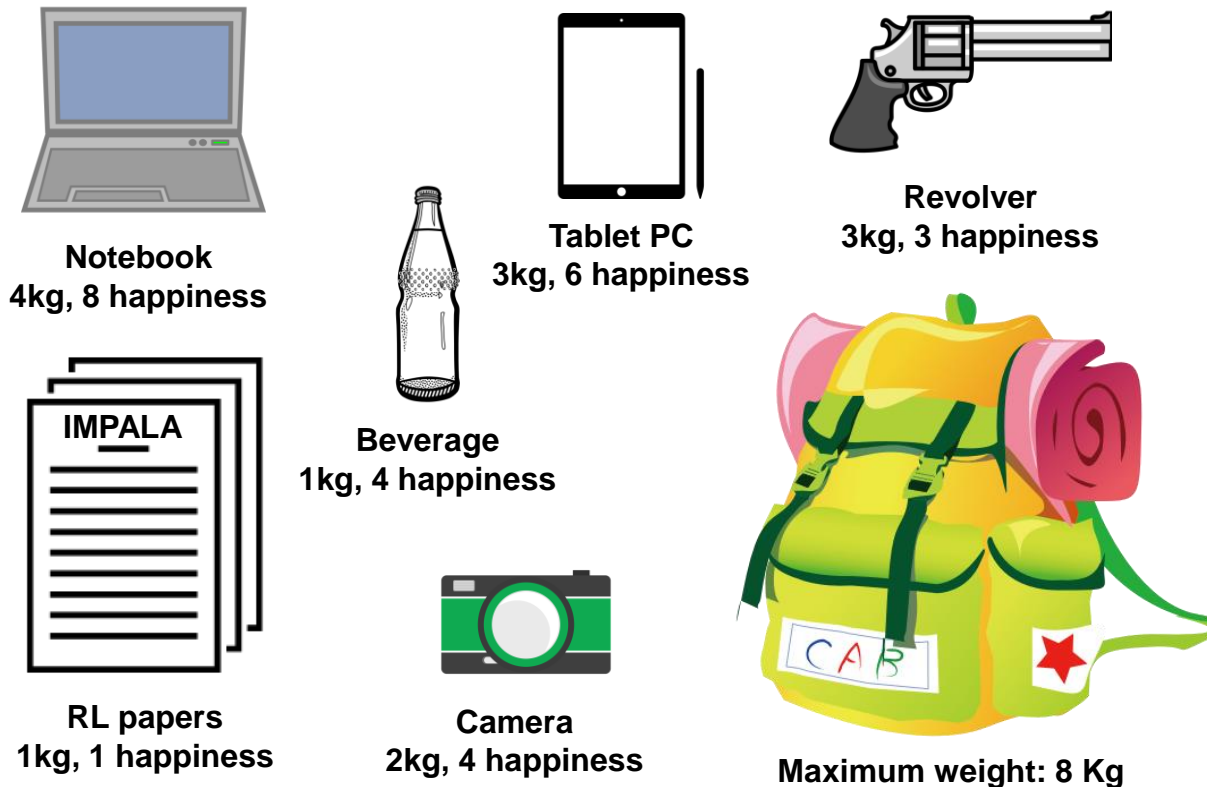 Notebook
4kg, 8 happiness
Tablet PC
3kg, 6 happiness
Revolver
3kg, 3 happiness
Beverage
1kg, 4 happiness
IMPALA
RL papers
1kg, 1 happiness
Camera
2kg, 4 happiness
CAB
Maximum weight: 8 Kg